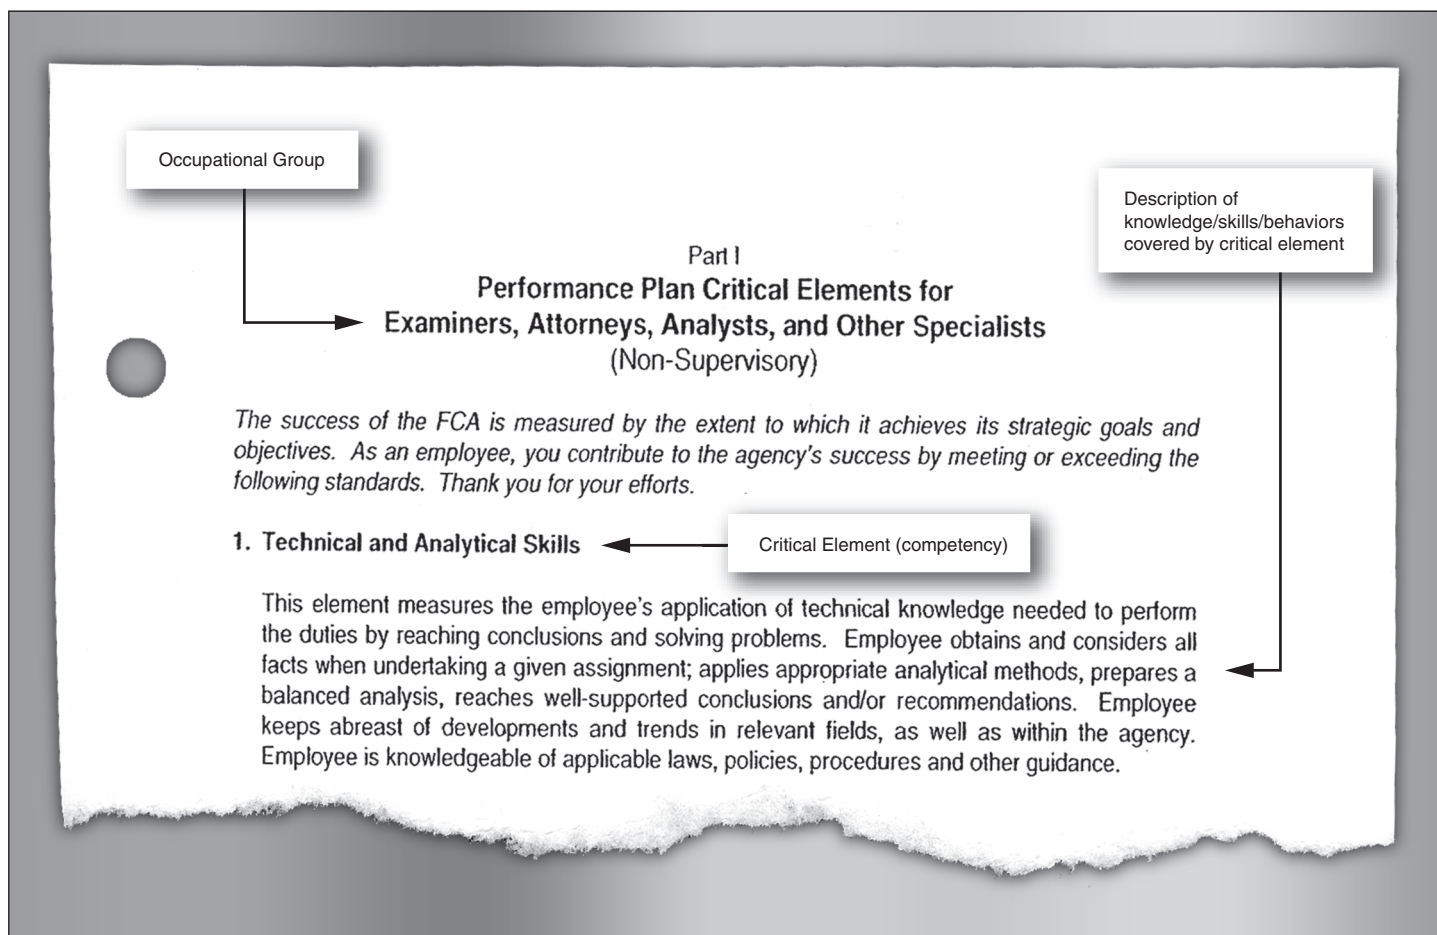 Occupational Group
Description of
knowledge/skills/behaviors
covered by critical element
Part I
Performance Plan Critical Elements for
Examiners, Attorneys, Analysts, and Other Specialists
(Non-Supervisory)
The success of the FCA is measured by the extent to which it achieves its strategic goals and
objectives. As an employee, you contribute to the agency's success by meeting or exceeding the
following standards. Thank you for your efforts.
1. Technical and Analytical Skills
Critical Element (competency)
This element measures the employee's application of technical knowledge needed to perform
the duties by reaching conclusions and solving problems. Employee obtains and considers all
facts when undertaking a given assignment; applies appropriate analytical methods, prepares a
balanced analysis, reaches well-supported conclusions and/or recommendations. Employee
keeps abreast of developments and trends in relevant fields, as well as within the agency.
Employee is knowledgeable of applicable laws, policies, procedures and other guidance.